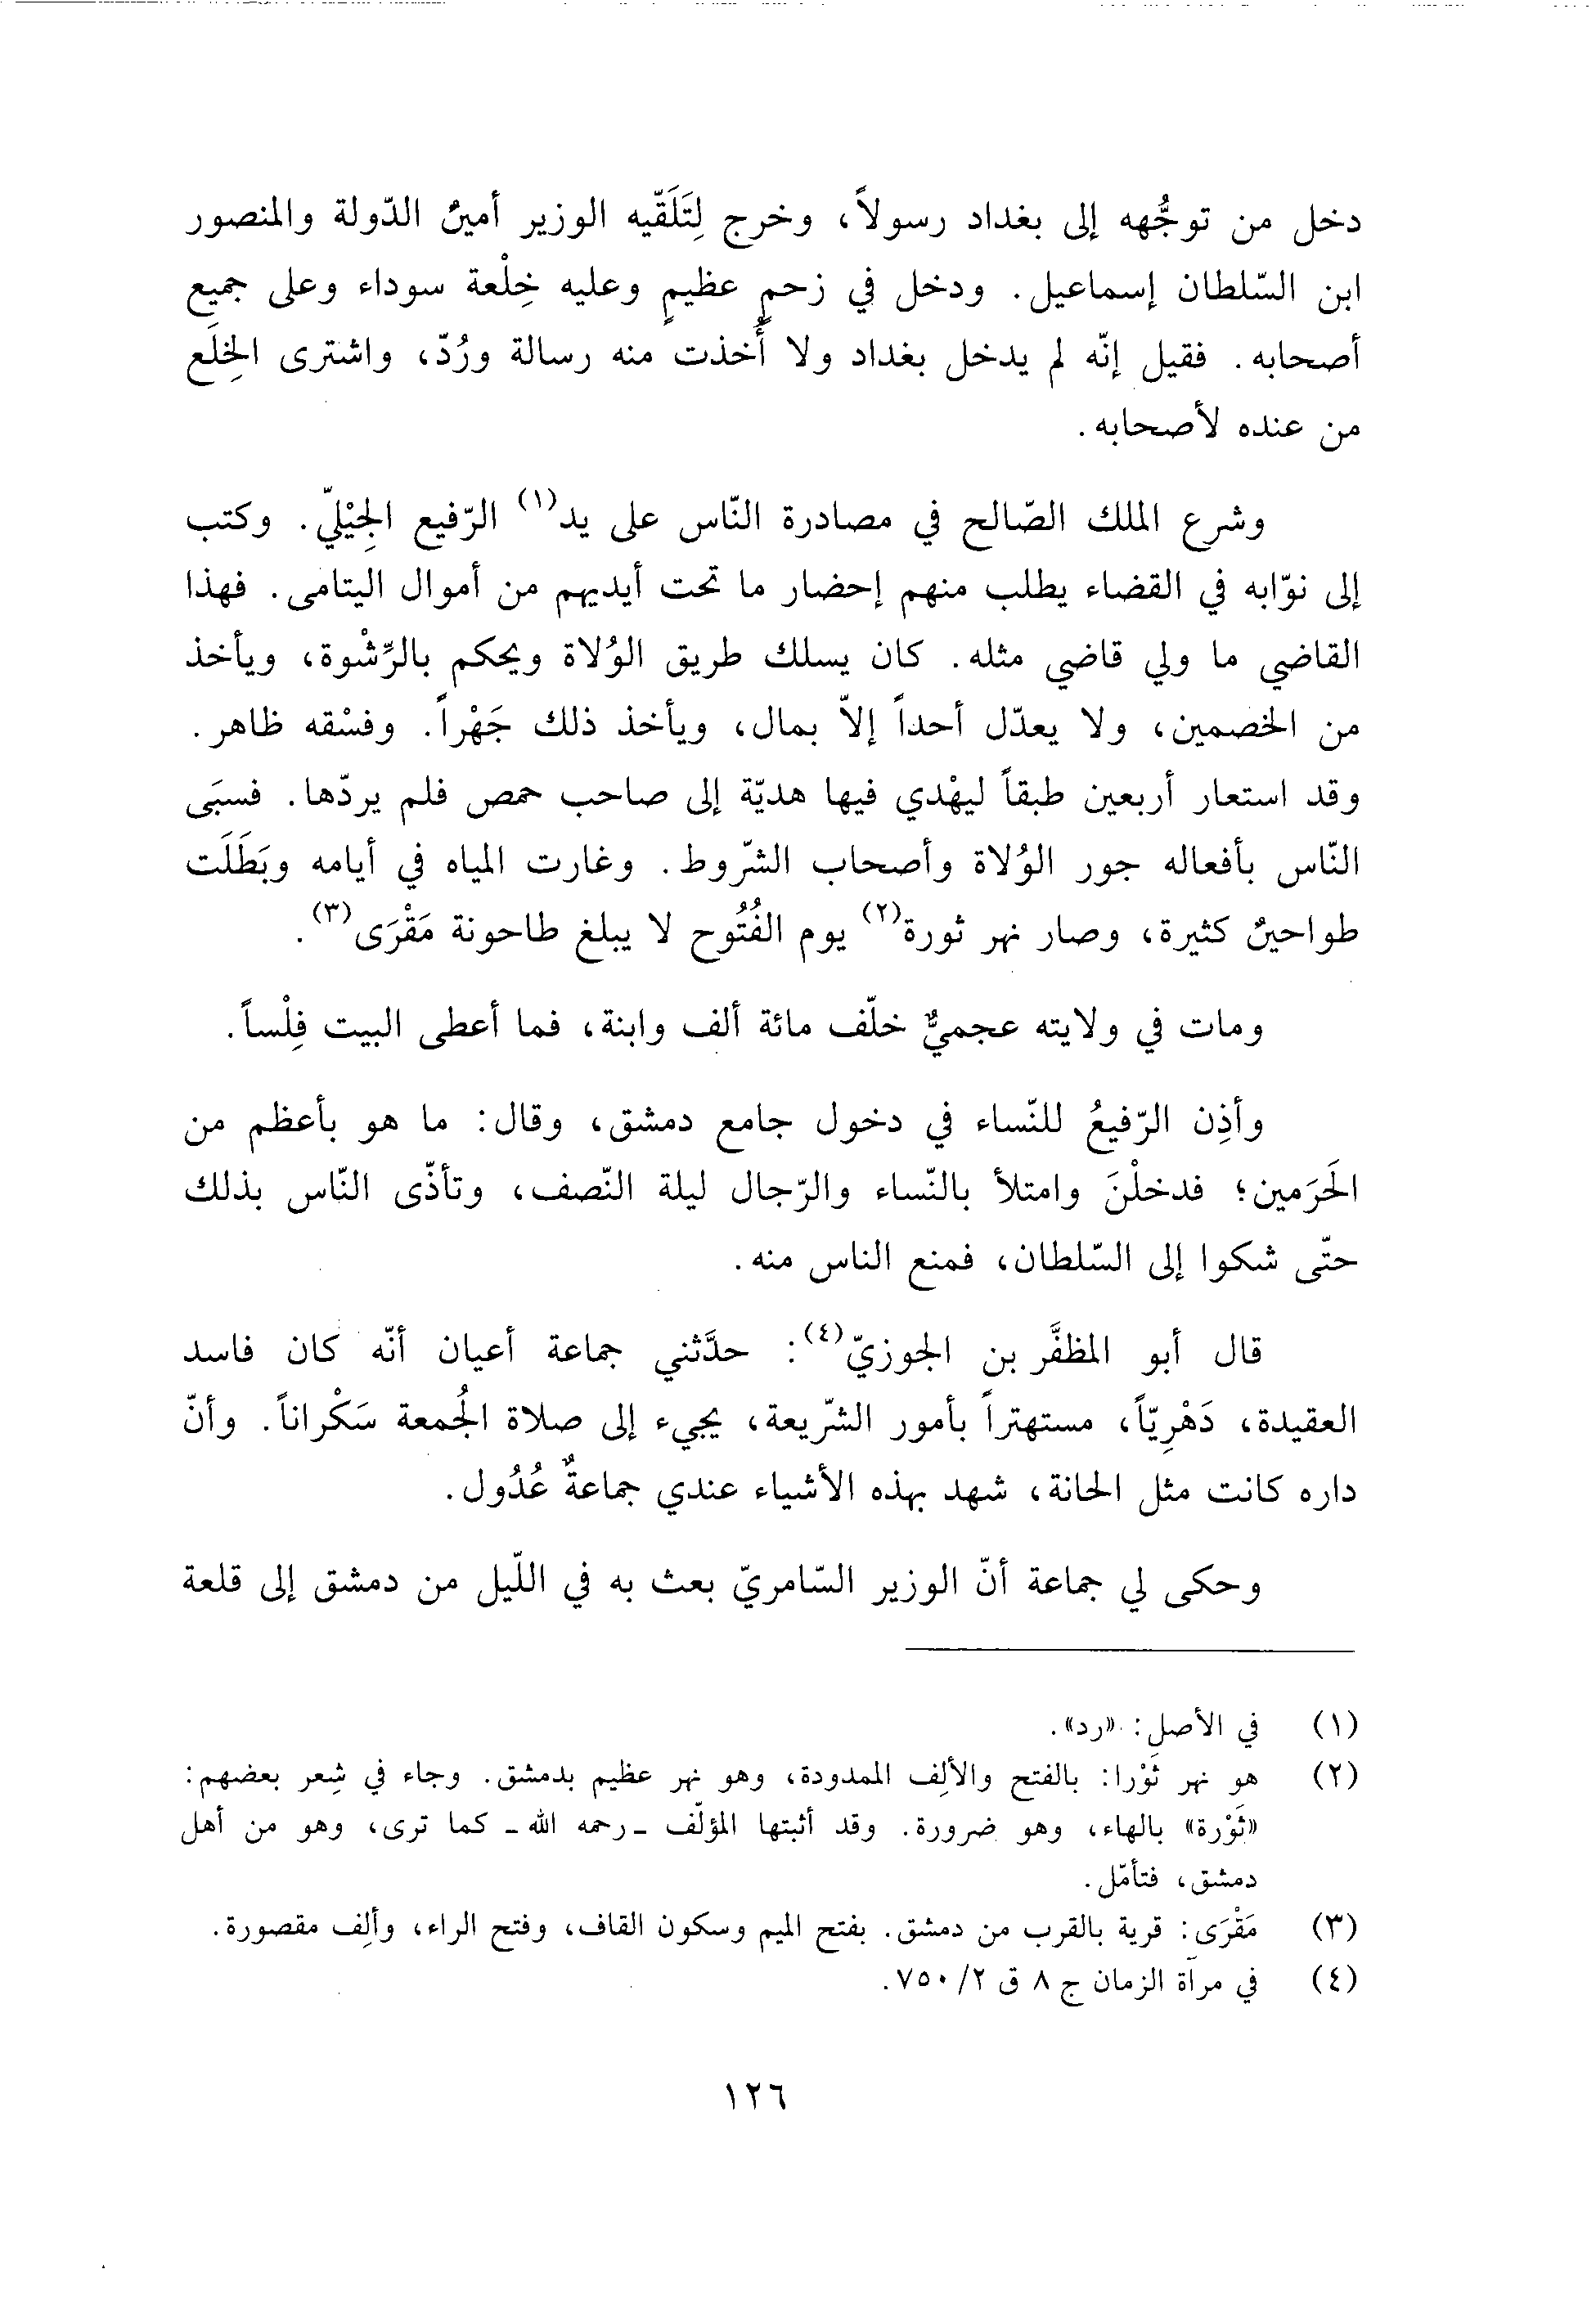 دخل من توجُّهه إلى بغداد رسولاً، وخرج لِتَلَقّيه الوزير أمينُ الدّولة والمنصور
ابن السّلطان إسماعيل. ودخل في زحمٍ عظيمٍ وعليه خِلْعة سوداء وعلى جميع
أصحابه. فقيل إنّه لم يدخل بغداد ولا أُخذت منه رسالة ورُدّ، واشترى الخِلَع
من عنده لأصحابه.
وشرع الملك الصّالح في مصادرة النّاس على يد(١) الرّفيع الجِيْليّ. وكتب
إلى نوّابه في القضاء يطلب منهم إحضار ما تحت أيديهم من أموال اليتامى. فهذا
القاضي ما ولي قاضي مثله. كان يسلك طريق الوُلاة ويحكم بالرِّشْوة، ويأخذ
من الخصمين، ولا يعدّل أحداً إلاّ بمال، ويأخذ ذلك جَهْراً. وفسْقه ظاهر.
وقد استعار أربعين طبقاً ليهْدي فيها هديّة إلى صاحب حمص فلم يردّها. فسبَى
النّاس بأفعاله جور الوُلاة وأصحاب الشّروط. وغارت المياه في أيامه وبَطَلَت
طواحينُ كثيرة، وصار نهر ثورة(٢) يوم الفُتُوح لا يبلغ طاحونة مَقْرَى(٣).
ومات في ولايته عجميٌّ خلّف مائة ألف وابنة، فما أعطى البيت فِلْساً.
وأذِن الرّفيعُ للنّساء في دخول جامع دمشق، وقال: ما هو بأعظم من
الحَرَمين؛ فدخلْنَ وامتلأ بالنّساء والرّجال ليلة النّصف، وتأذّى النّاس بذلك
حتّى شكوا إلى السّلطان، فمنع الناس منه.
قال أبو المظفَّر بن الجوزيّ(٤): حدَّثني جماعة أعيان أنّه كان فاسد
العقيدة، دَهْرِيّاً، مستهتراً بأمور الشّريعة، يجيء إلى صلاة الجُمعة سَكْراناً. وأنّ
داره كانت مثل الحانة، شهد بهذه الأشياء عندي جماعةٌ عُدُول.
وحكى لي جماعة أنّ الوزير السّامريّ بعث به في اللّيل من دمشق إلى قلعة
(١) في الأصل: «رد».
(٢) هو نهر ثَوْرا: بالفتح والألِف الممدودة، وهو نهر عظيم بدمشق. وجاء في شِعر بعضهم:
«ثَوْرة» بالهاء، وهو ضرورة. وقد أثبتها المؤلّف ـ رحمه الله ـ كما ترى، وهو من أهل
دمشق، فتأمّل.
(٣) مَقْرَى: قرية بالقرب من دمشق. بفتح الميم وسكون القاف، وفتح الراء، وألِف مقصورة.
(٤) في مرآة الزمان ج ٨ ق ٢/ ٧٥٠.
١٢٦